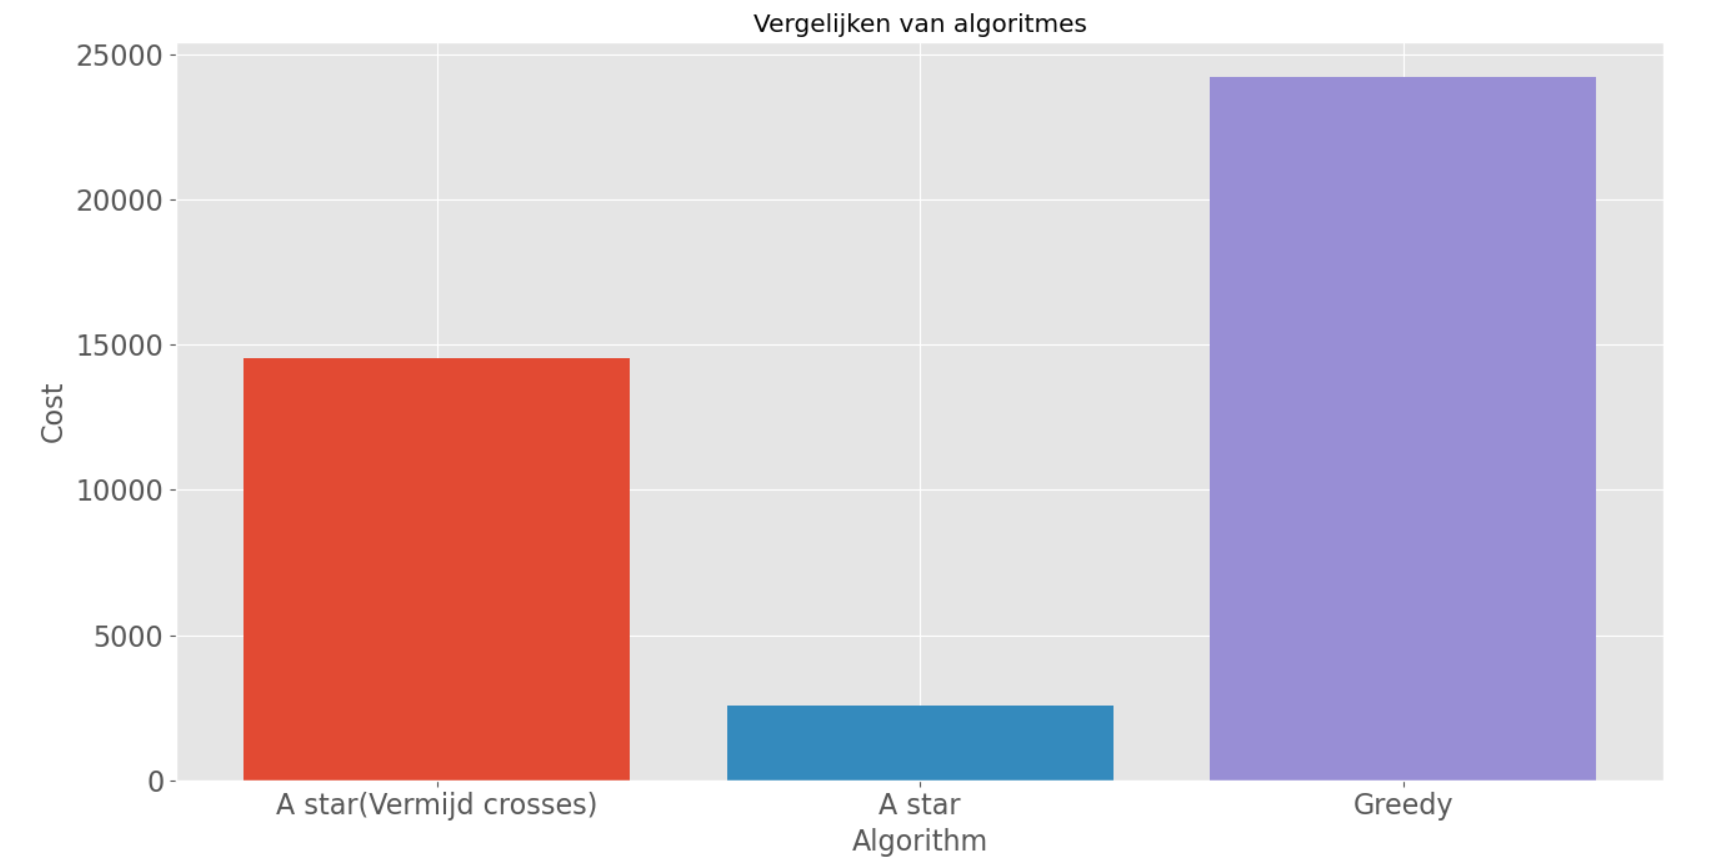 Vergelijken van algoritmes
25000
20000
15000
10000
5000
0
Cost
A star(Vermijd crosses)
A star
Greedy
Algorithm